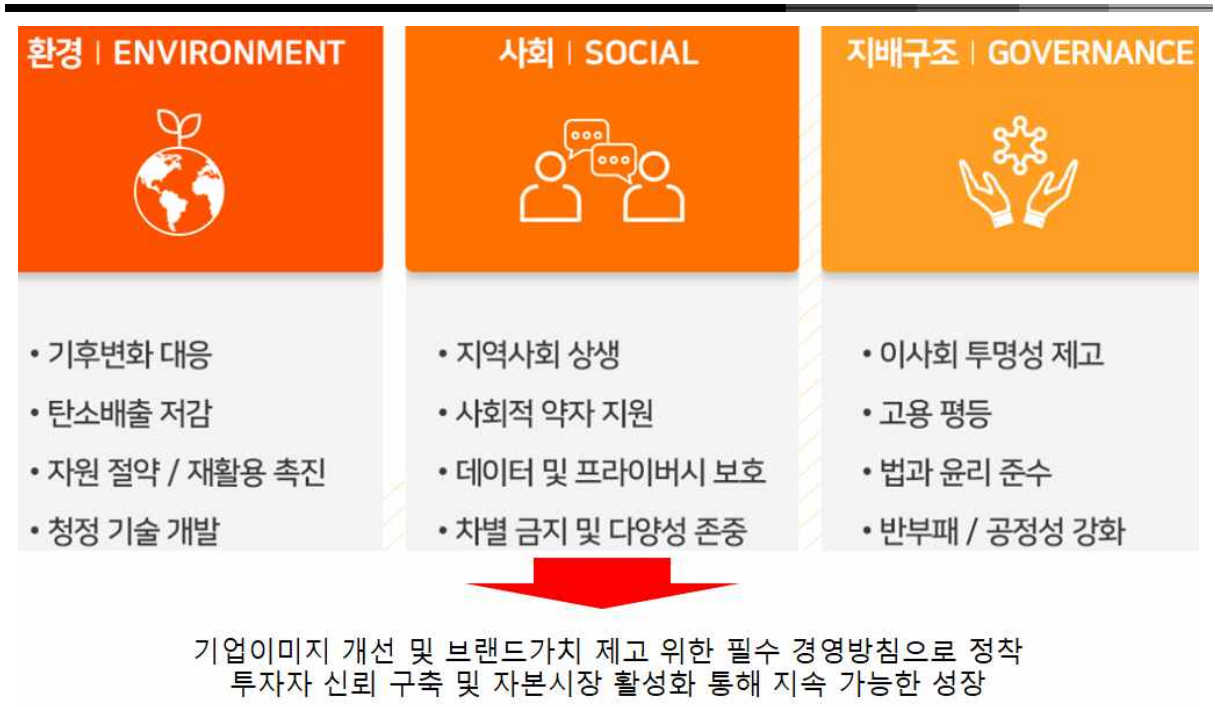 환경 | ENVIRONMENT
• 기후변화 대응
• 탄소배출 저감
• 자원 절약 / 재활용 촉진
• 청정 기술 개발
사회 | SOCIAL
• 지역사회 상생
• 사회적 약자 지원
• 데이터 및 프라이버시 보호
• 차별 금지 및 다양성 존중
지배구조 | GOVERNANCE
• 이사회 투명성 제고
• 고용 평등
• 법과 윤리 준수
• 반부패 / 공정성 강화
기업이미지 개선 및 브랜드가치 제고 위한 필수 경영방침으로 정착
투자자 신뢰 구축 및 자본시장 활성화 통해 지속 가능한 성장